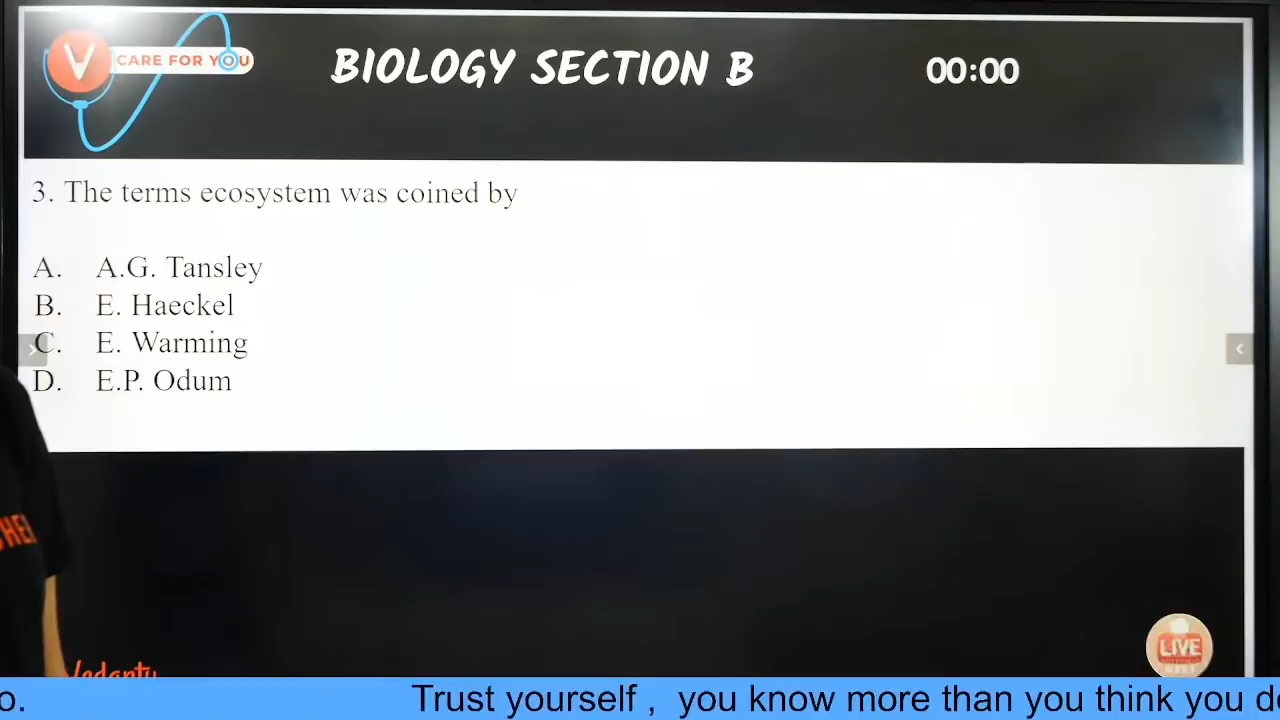 V
CARE FOR YOU
BIOLOGY SECTION B
00:00
3. The terms ecosystem was coined by
A. A.G. Tansley
B. E. Haeckel
C. E. Warming
D. E.P. Odum
LIVE
Vedantu
o. Trust yourself , you know more than you think you